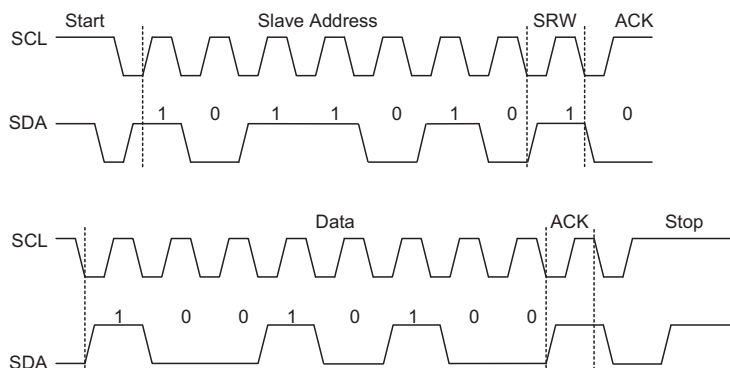 Start Slave Address SRW ACK
SCL
1 0 1 1 0 1 0 1 0
SDA
Data ACK Stop
SCL
1 0 0 1 0 1 0 0
SDA